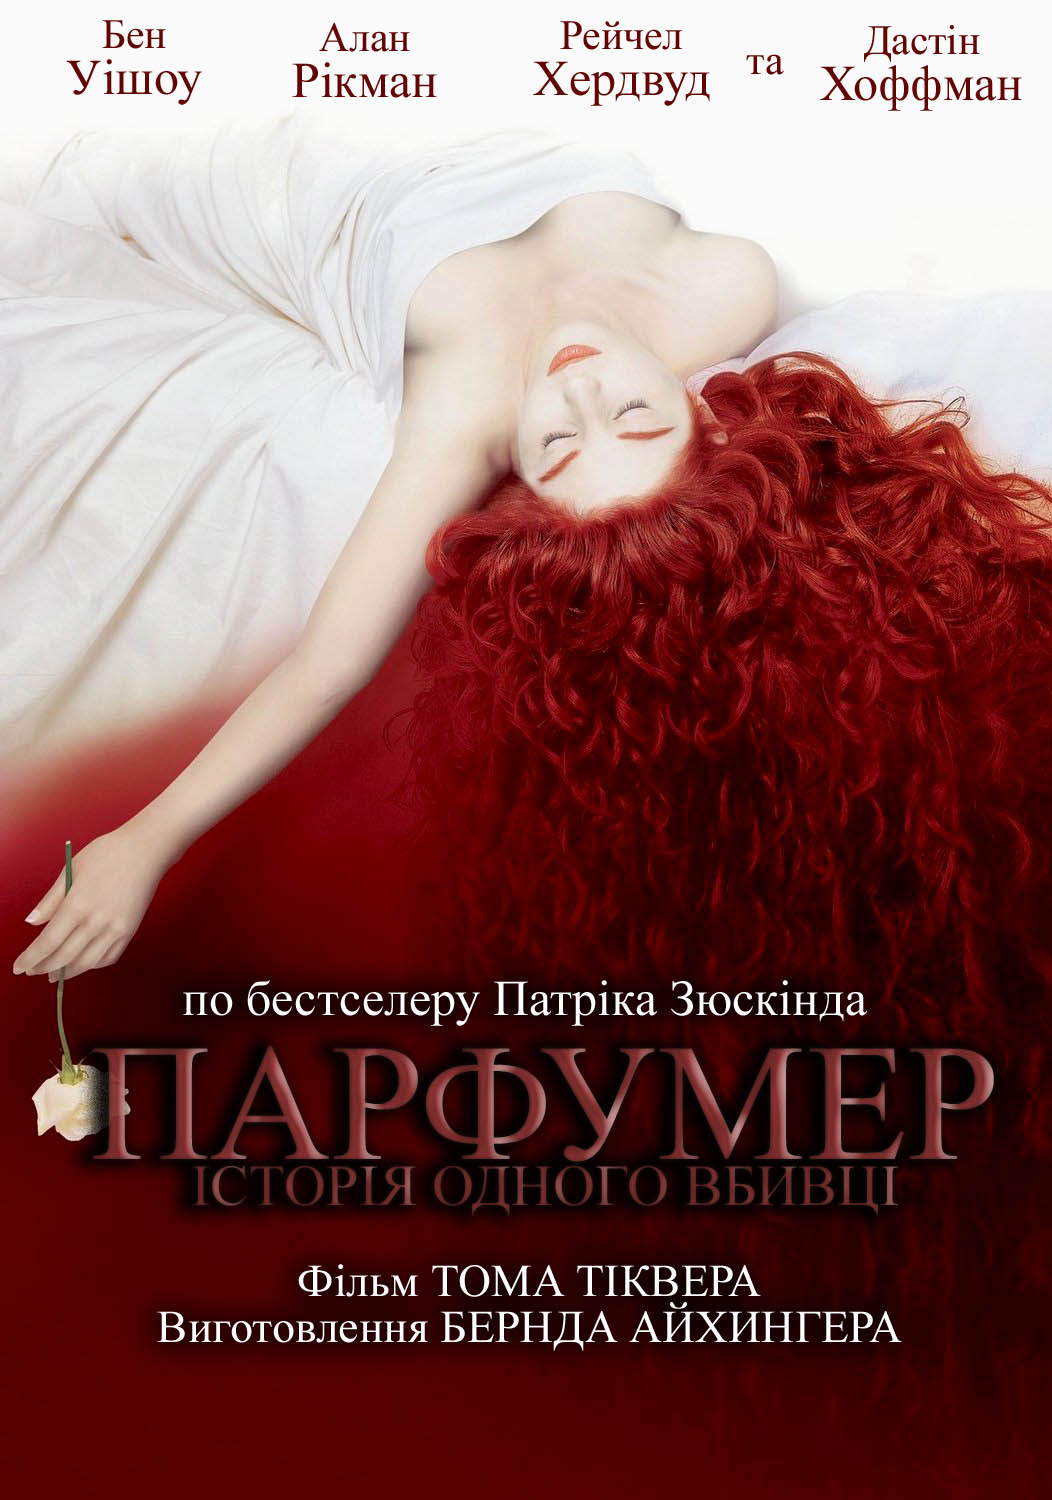 Бен
Уішоу
Алан
Рікман
Рейчел
Хердвуд
та
Дастін
Хоффман
по бестселеру Патріка Зюскінда
ПАРФУМЕР
ІСТОРІЯ ОДНОГО ВБИВЦІ
Фільм ТОМА ТІКВЕРА
Виготовлення БЕРНДА АЙХИНГЕРА